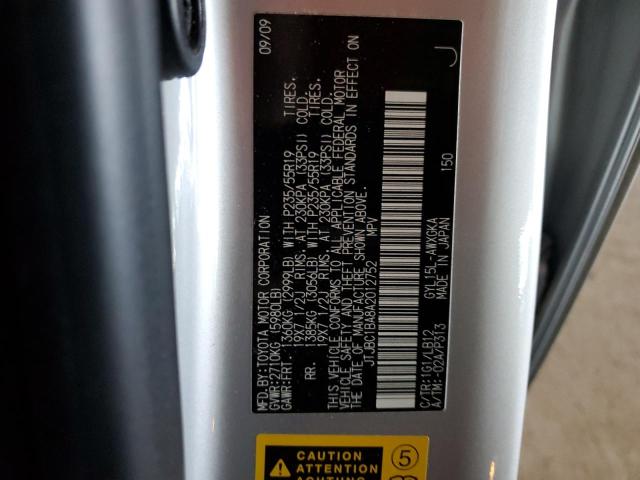 MFD.BY:TOYOTA MOTOR CORPORATION 09/09
GVWR:2710KG (5980LB)
GAWR:FRT. 1360KG (2999LB) WITH P235/55R19 TIRES.
19X7 1/2J RIMS, AT 230KPA (33PSI) COLD.
RR. 1385KG (3056LB) WITH P235/55R19 TIRES.
19X7 1/2J RIMS, AT 230KPA (33PSI) COLD.
THIS VEHICLE CONFORMS TO ALL APPLICABLE FEDERAL MOTOR
VEHICLE SAFETY AND THEFT PREVENTION STANDARDS IN EFFECT ON
THE DATE OF MANUFACTURE SHOWN ABOVE.
JTJBC1BA8A2012752 MPV
C/TR:1G1/LB12 GYL15L-AWXGKA 150 J
A/TM:-02A/P313 MADE IN JAPAN
CAUTION
ATTENTION
ACHTUNG
5